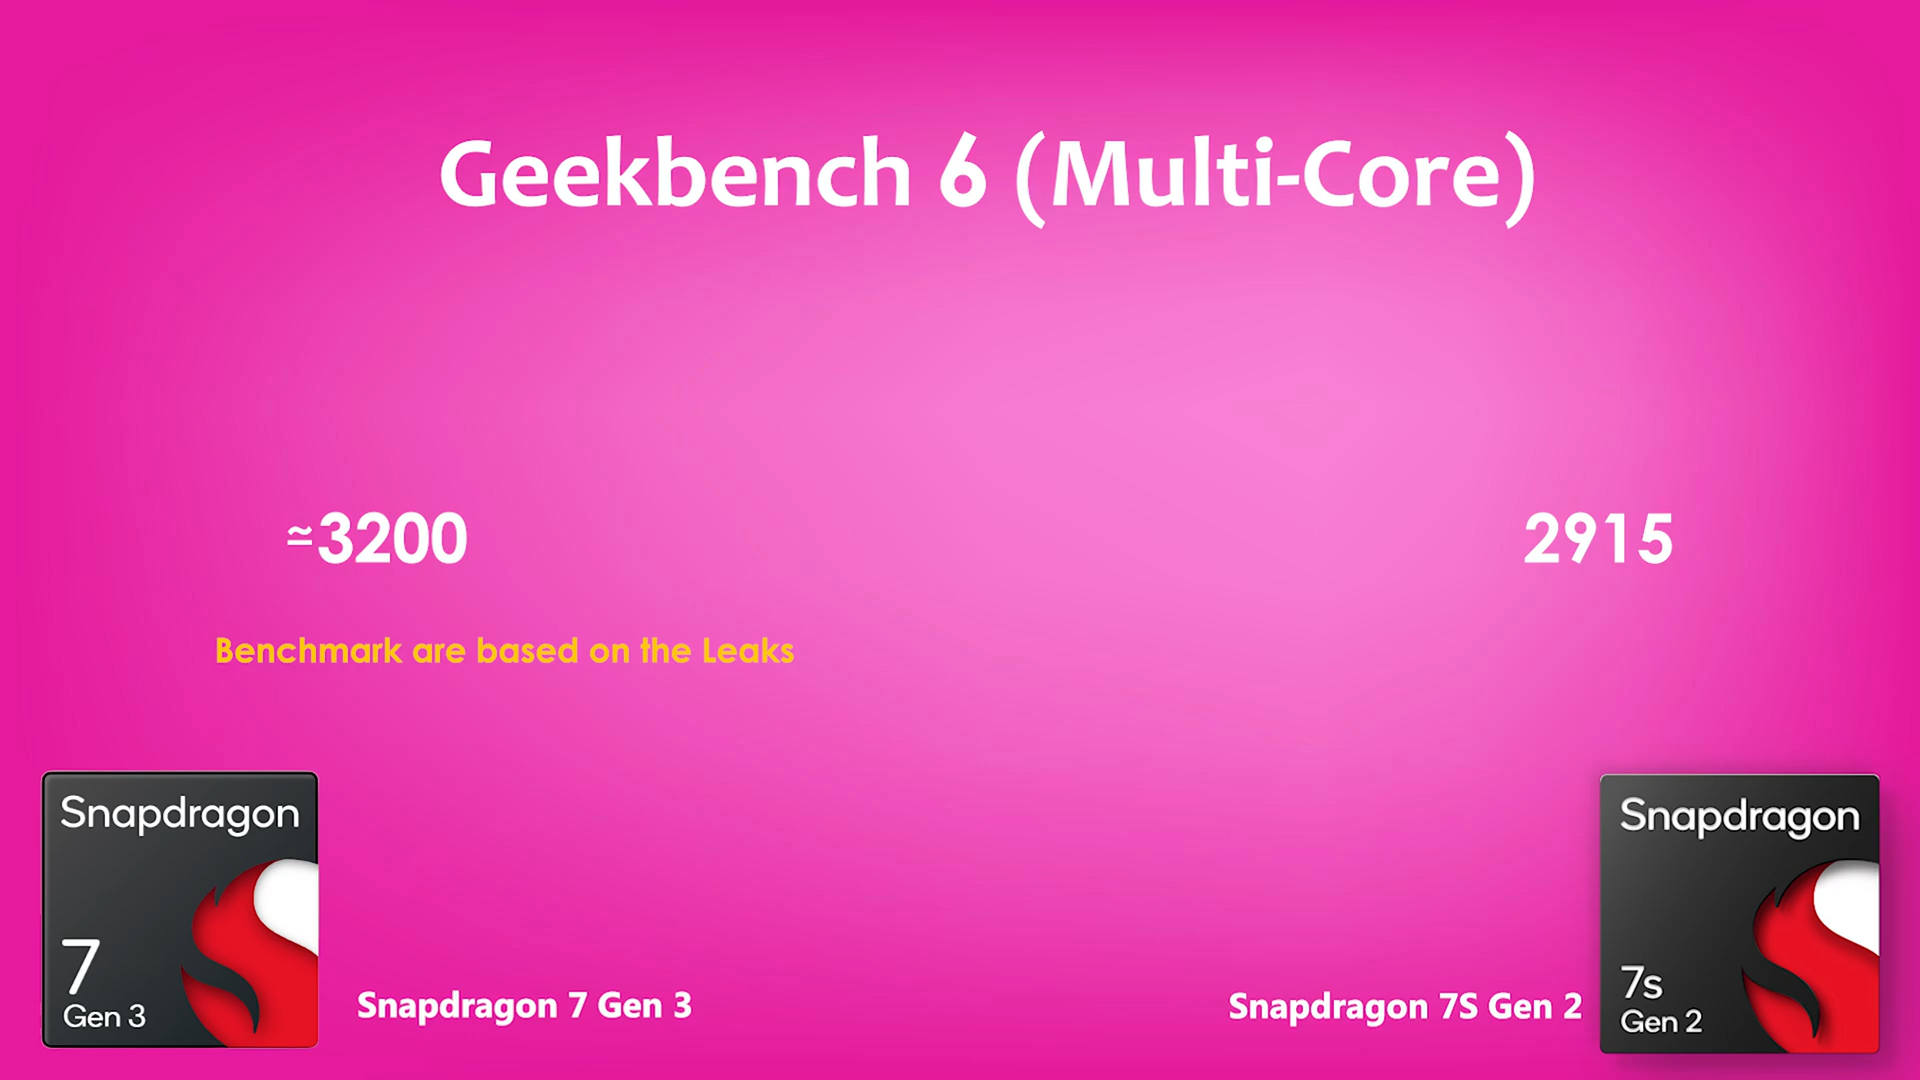 Geekbench 6 (Multi-Core)
≃3200
2915
Benchmark are based on the Leaks
Snapdragon
7
Gen 3
Snapdragon 7 Gen 3
Snapdragon 7S Gen 2
Snapdragon
7s
Gen 2